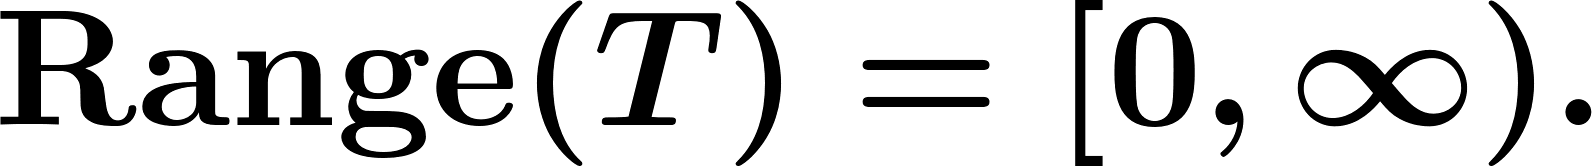 Range(T) = [0, ∞).